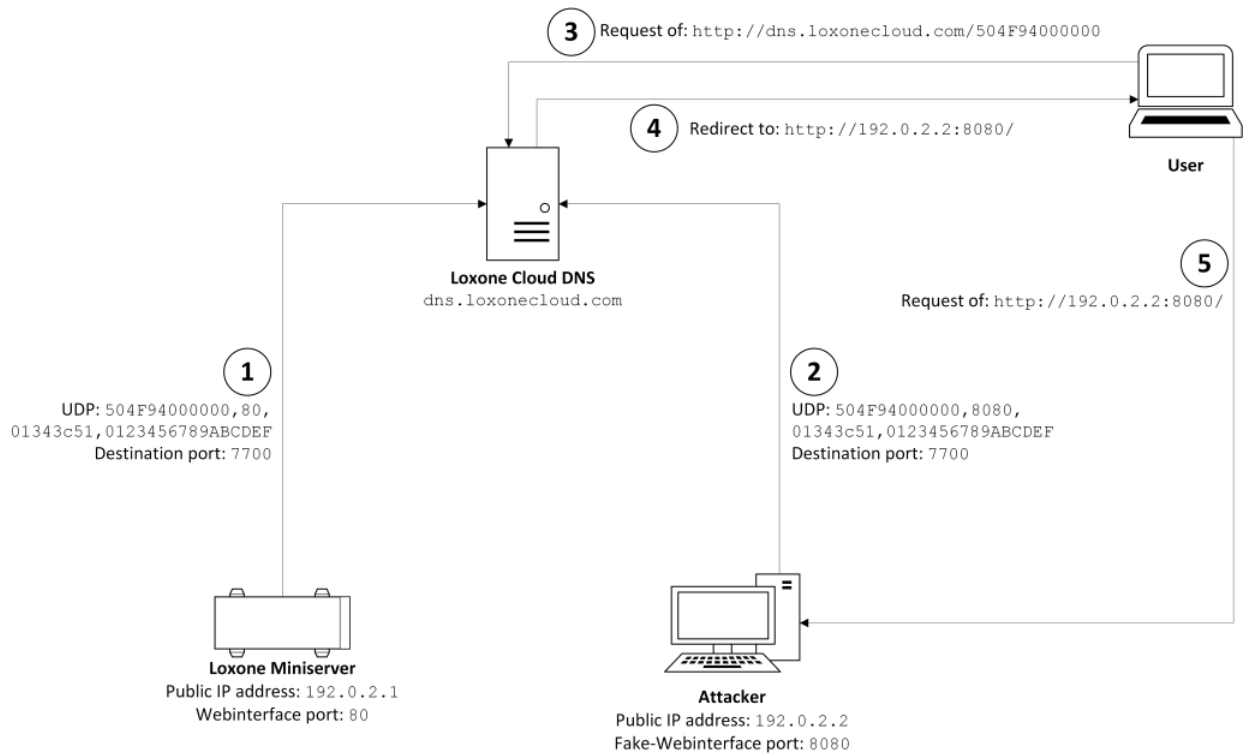 3
Request of: http://dns.loxonecloud.com/504F94000000
4
Redirect to: http://192.0.2.2:8080/
User
Loxone Cloud DNS
dns.loxonecloud.com
5
Request of: http://192.0.2.2:8080/
1
UDP: 504F94000000,80,
01343c51,0123456789ABCDEF
Destination port: 7700
2
UDP: 504F94000000,8080,
01343c51,0123456789ABCDEF
Destination port: 7700
Loxone Miniserver
Public IP address: 192.0.2.1
Webinterface port: 80
Attacker
Public IP address: 192.0.2.2
Fake-Webinterface port: 8080